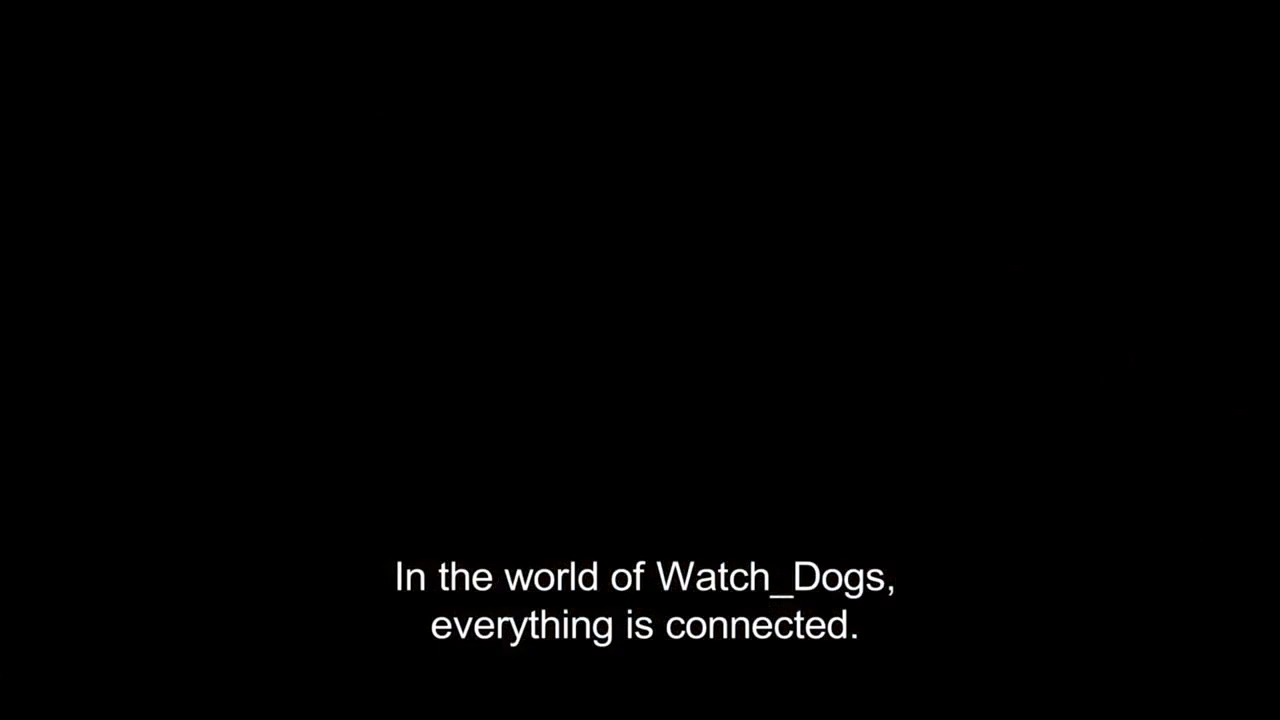 In the world of Watch_Dogs,
everything is connected.